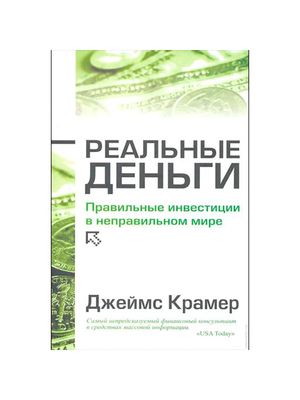 РЕАЛЬНЫЕ
ДЕНЬГИ
Правильные инвестиции
в неправильном мире
Джеймс Крамер
Самый непредсказуемый финансовый консультант
в средствах массовой информации
«USA Today»